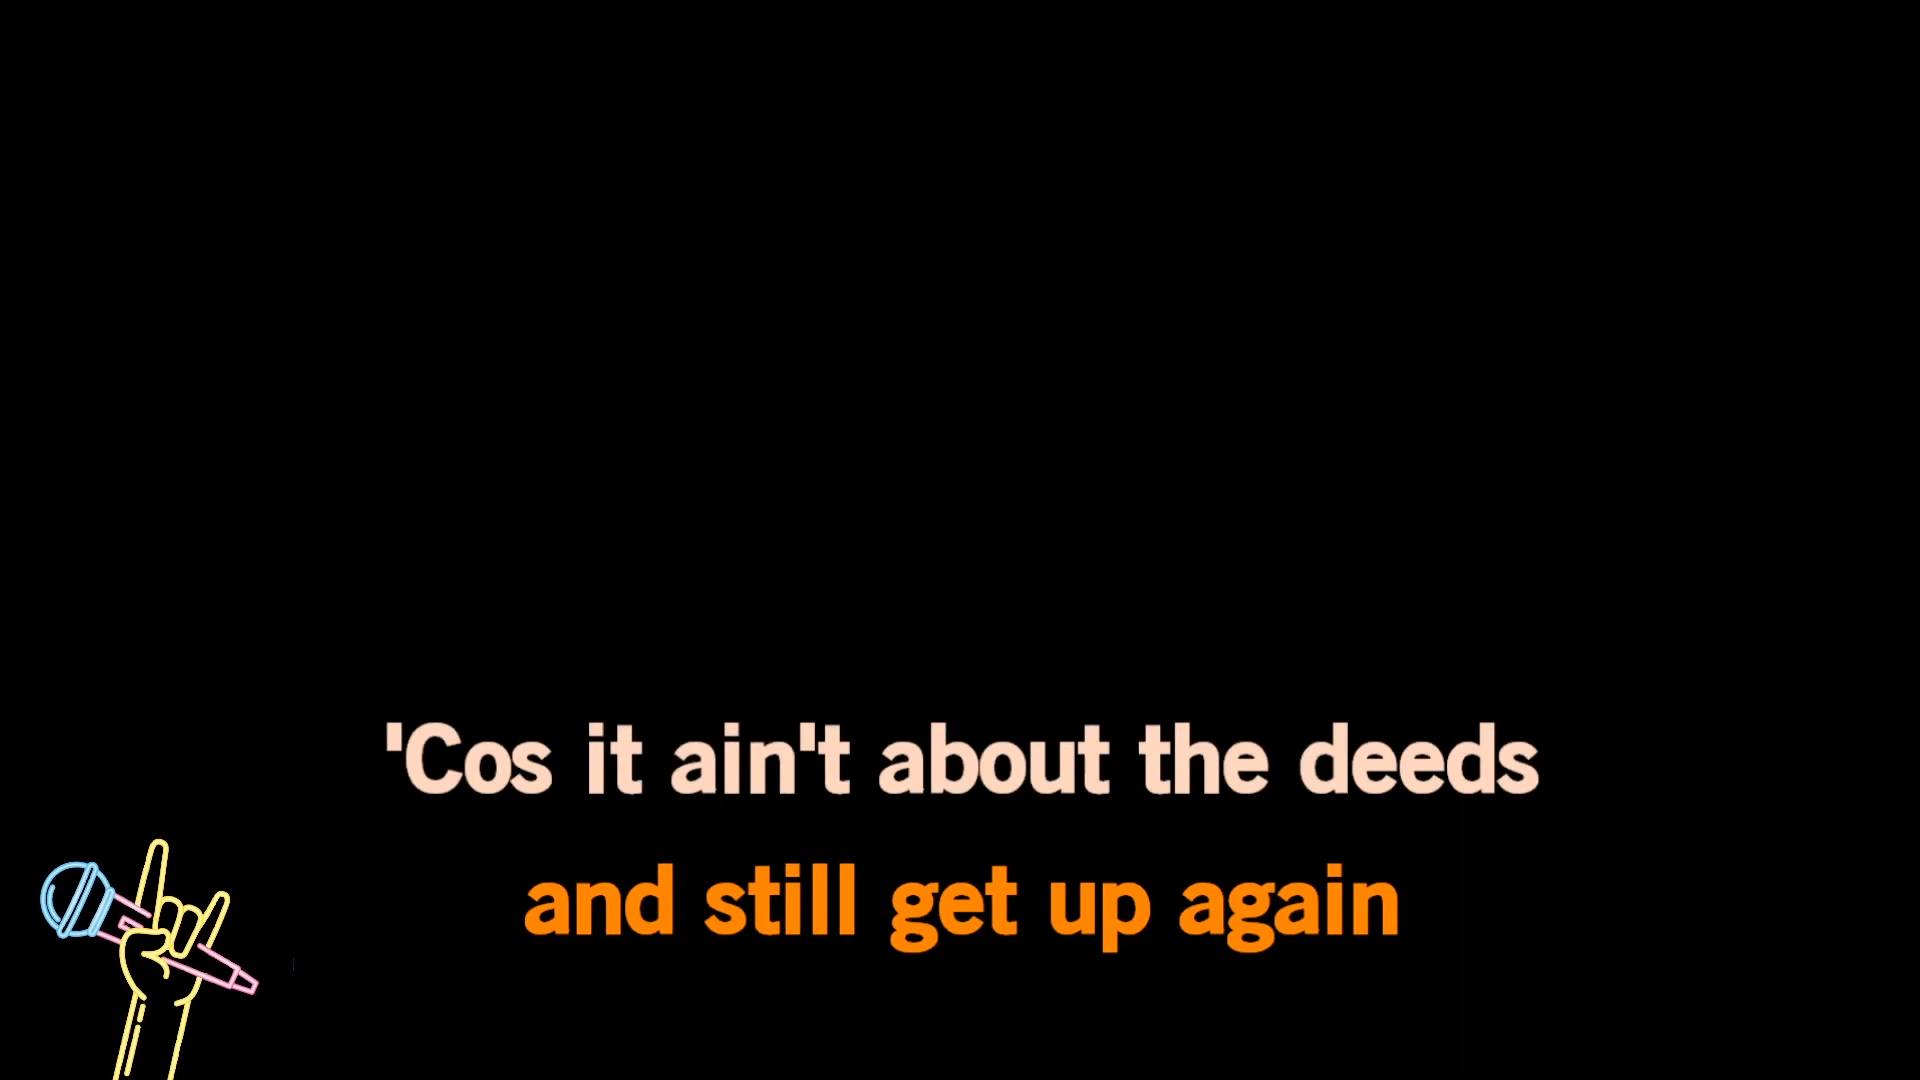 'Cos it ain't about the deeds
and still get up again